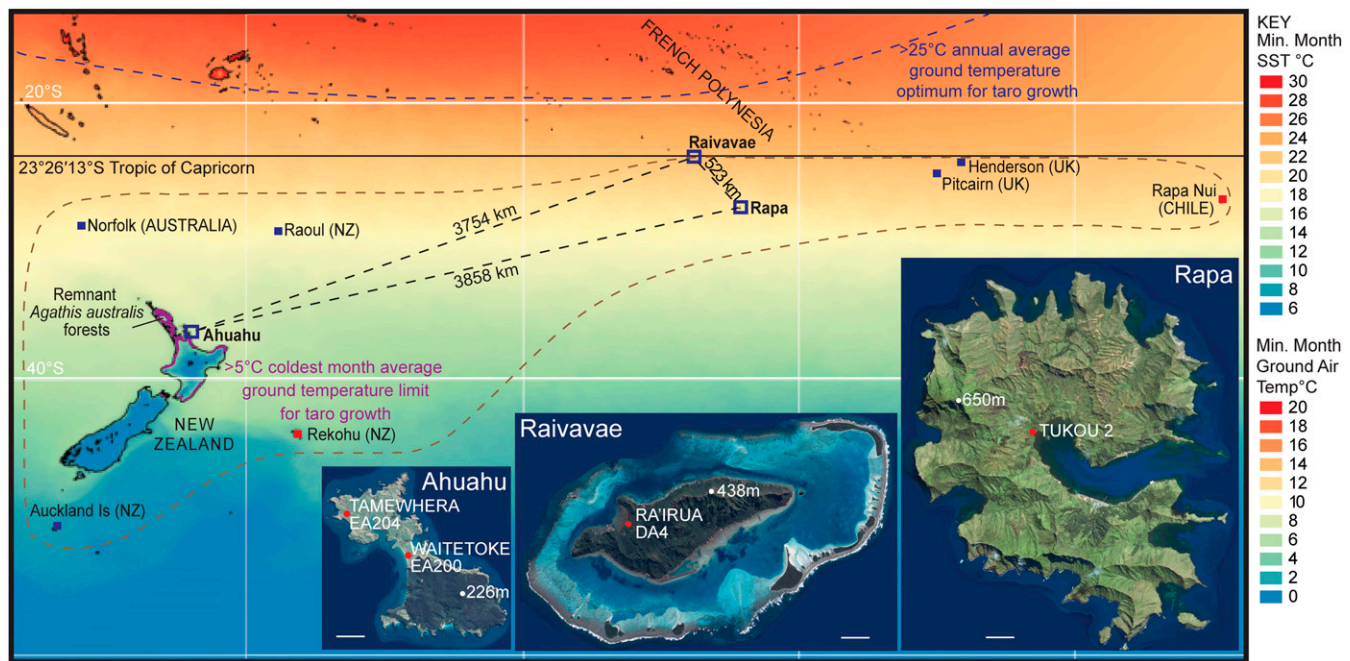 FRENCH POLYNESIA
>25°C annual average
ground temperature
optimum for taro growth
20°S
23°26′13″S Tropic of Capricorn
Raivavae
523 km
Rapa
Henderson (UK)
Pitcairn (UK)
Rapa Nui
(CHILE)
Norfolk (AUSTRALIA)
Raoul (NZ)
3754 km
3858 km
Remnant
Agathis australis
forests
Ahuahu
40°S
>5°C coldest month average
ground temperature limit
for taro growth
NEW
ZEALAND
Rekohu (NZ)
Auckland Is (NZ)
Ahuahu
TAMEWHERA
EA204
WAITETOKE
EA200
226m
Raivavae
438m
RA'IRUA
DA4
Rapa
650m
TUKOU 2
KEY
Min. Month
SST °C
30
28
26
24
22
20
18
16
14
12
10
8
6
Min. Month
Ground Air
Temp°C
20
18
16
14
12
10
8
6
4
2
0